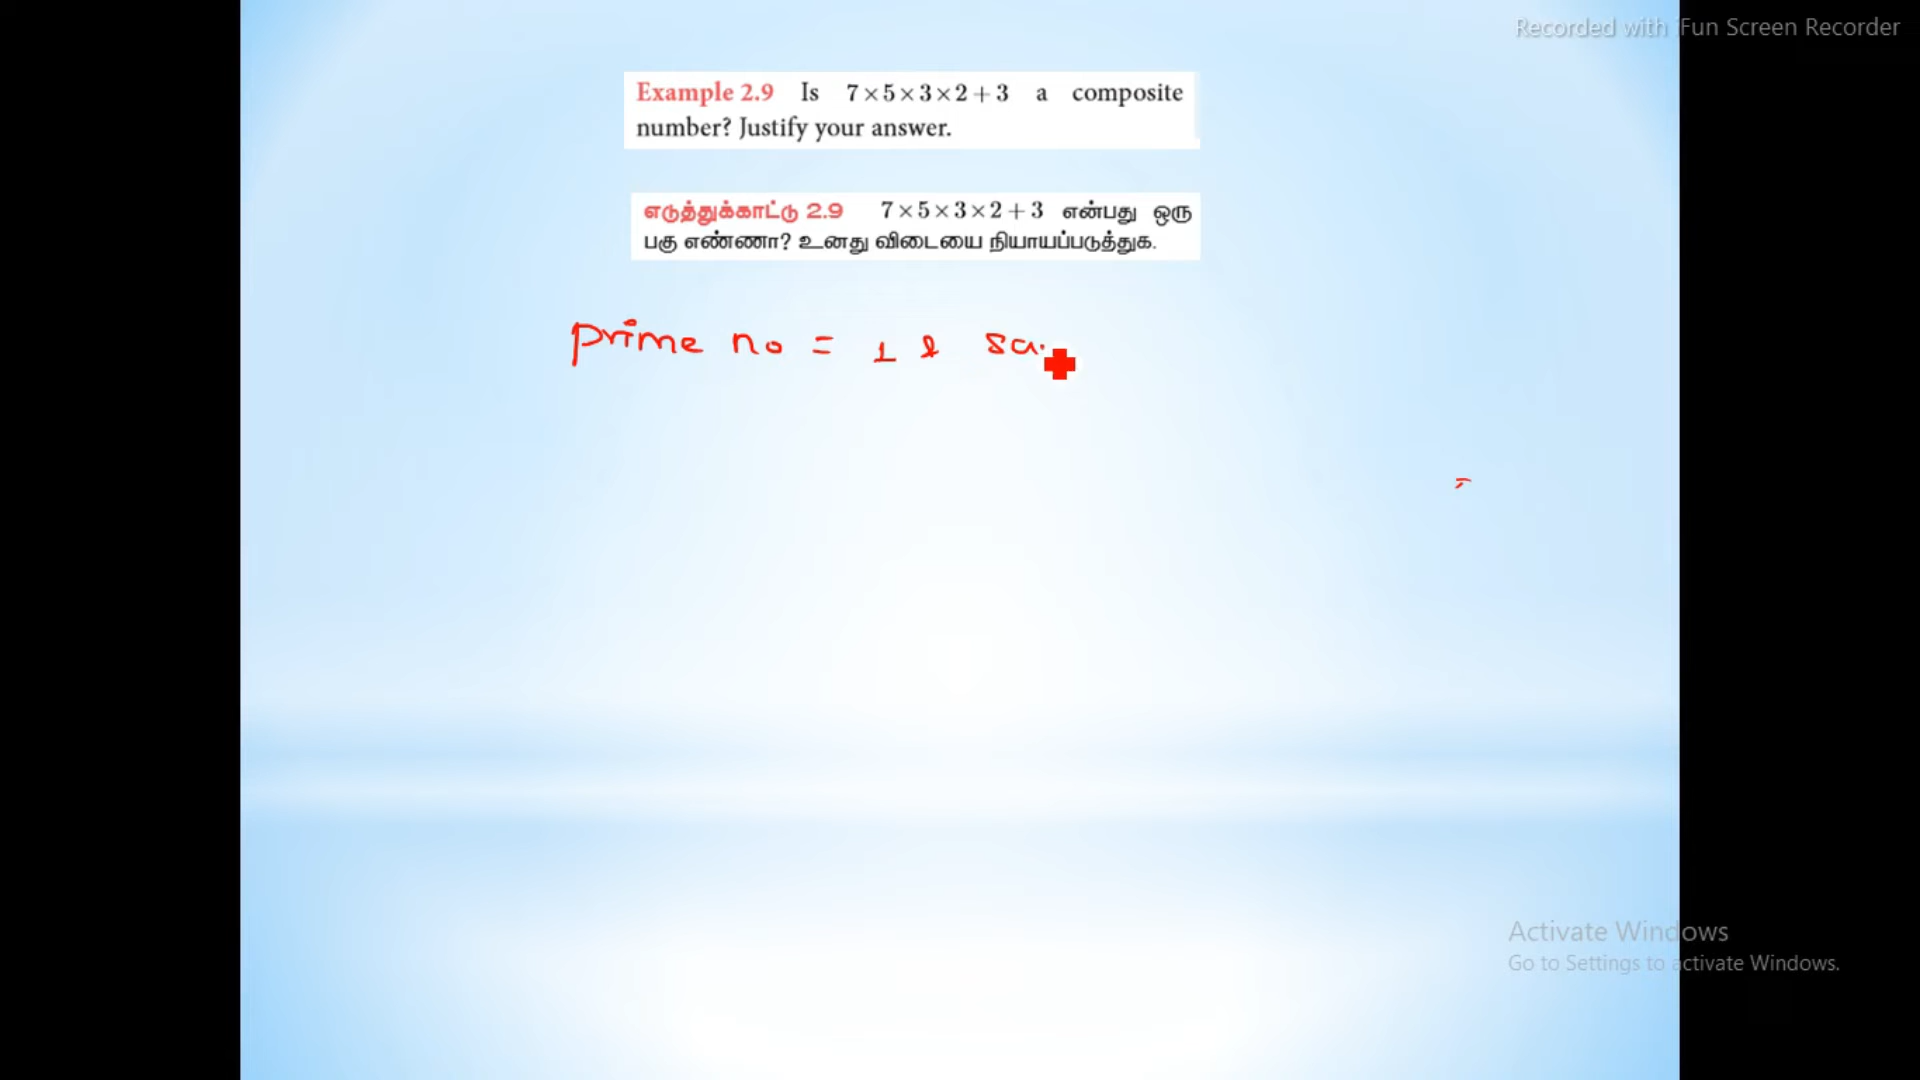 Recorded with iFun Screen Recorder
Example 2.9 Is 7×5×3×2+3 a composite
number? Justify your answer.
எடுத்துக்காட்டு 2.9 7×5×3×2+3 என்பது ஒரு
பகு எண்ணா? உனது விடையை நியாயப்படுத்துக.
Prime no = 1 &
Activate Windows
Go to Settings to activate Windows.